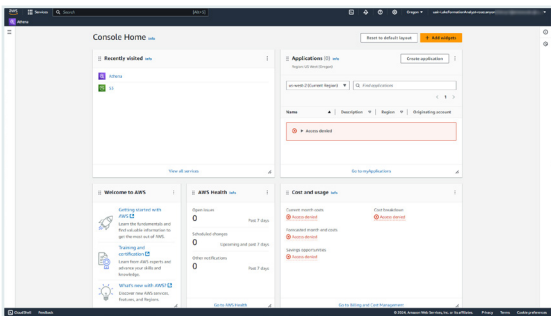 aws
Services
Search
[Alt+S]
Oregon
Athena
Console Home Info
Reset to default layout
+ Add widgets
Recently visited Info
Athena
S3
View all services
Applications (0) Info
Create application
Region: US West (Oregon)
us-west-2 (Current Region)
Find applications
1
Name
Description
Region
Originating account
Access denied
Go to myApplications
Welcome to AWS
Getting started with
AWS
Learn the fundamentals and
find valuable information to
get the most out of AWS.
Training and
certification
Learn from AWS experts and
advance your skills and
knowledge.
What's new with AWS?
Discover new AWS services,
features, and Regions.
AWS Health Info
Open issues
0
Past 7 days
Scheduled changes
0
Upcoming and past 7 days
Other notifications
0
Past 7 days
Go to AWS Health
Cost and usage Info
Current month costs
Access denied
Cost breakdown
Access denied
Forecasted month end costs
Access denied
Savings opportunities
Access denied
Go to Billing and Cost Management
CloudShell
Feedback
© 2024, Amazon Web Services, Inc. or its affiliates.
Privacy
Terms
Cookie preferences